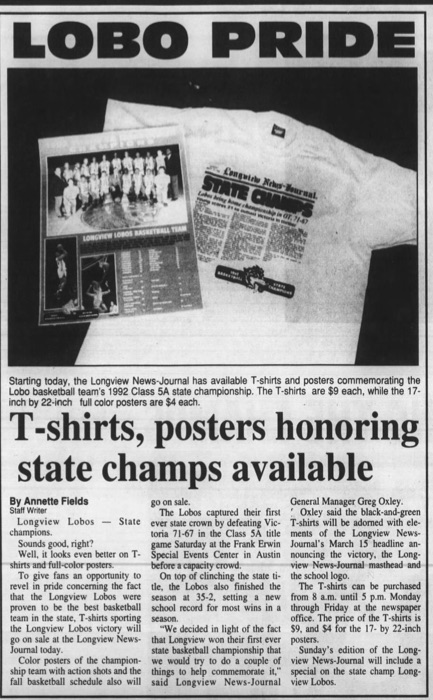 LOBO PRIDE
LONGVIEW LOBOS BASKETBALL TEAM
Longview News-Journal
STATE CHAMPS
Starting today, the Longview News-Journal has available T-shirts and posters commemorating the
Lobo basketball team's 1992 Class 5A state championship. The T-shirts are $9 each, while the 17-
inch by 22-inch full color posters are $4 each.
T-shirts, posters honoring
state champs available
By Annette Fields
Staff Writer
Longview Lobos — State
champions.
Sounds good, right?
Well, it looks even better on T-
shirts and full-color posters.
To give fans an opportunity to
revel in pride concerning the fact
that the Longview Lobos were
proven to be the best basketball
team in the state, T-shirts sporting
the Longview Lobos victory will
go on sale at the Longview News-
Journal today.
Color posters of the champion-
ship team with action shots and the
fall basketball schedule also will
go on sale.
The Lobos captured their first
ever state crown by defeating Vic-
toria 71-67 in the Class 5A title
game Saturday at the Frank Erwin
Special Events Center in Austin
before a capacity crowd.
On top of clinching the state ti-
tle, the Lobos also finished the
season at 35-2, setting a new
school record for most wins in a
season.
"We decided in light of the fact
that Longview won their first ever
state basketball championship that
we would try to do a couple of
things to help commemorate it,"
said Longview News-Journal
General Manager Greg Oxley.
Oxley said the black-and-green
T-shirts will be adorned with ele-
ments of the Longview News-
Journal's March 15 headline an-
nouncing the victory, the Long-
view News-Journal masthead and
the school logo.
The T-shirts can be purchased
from 8 a.m. until 5 p.m. Monday
through Friday at the newspaper
office. The price of the T-shirts is
$9, and $4 for the 17- by 22-inch
posters.
Sunday's edition of the Long-
view News-Journal will include a
special on the state champ Long-
view Lobos.